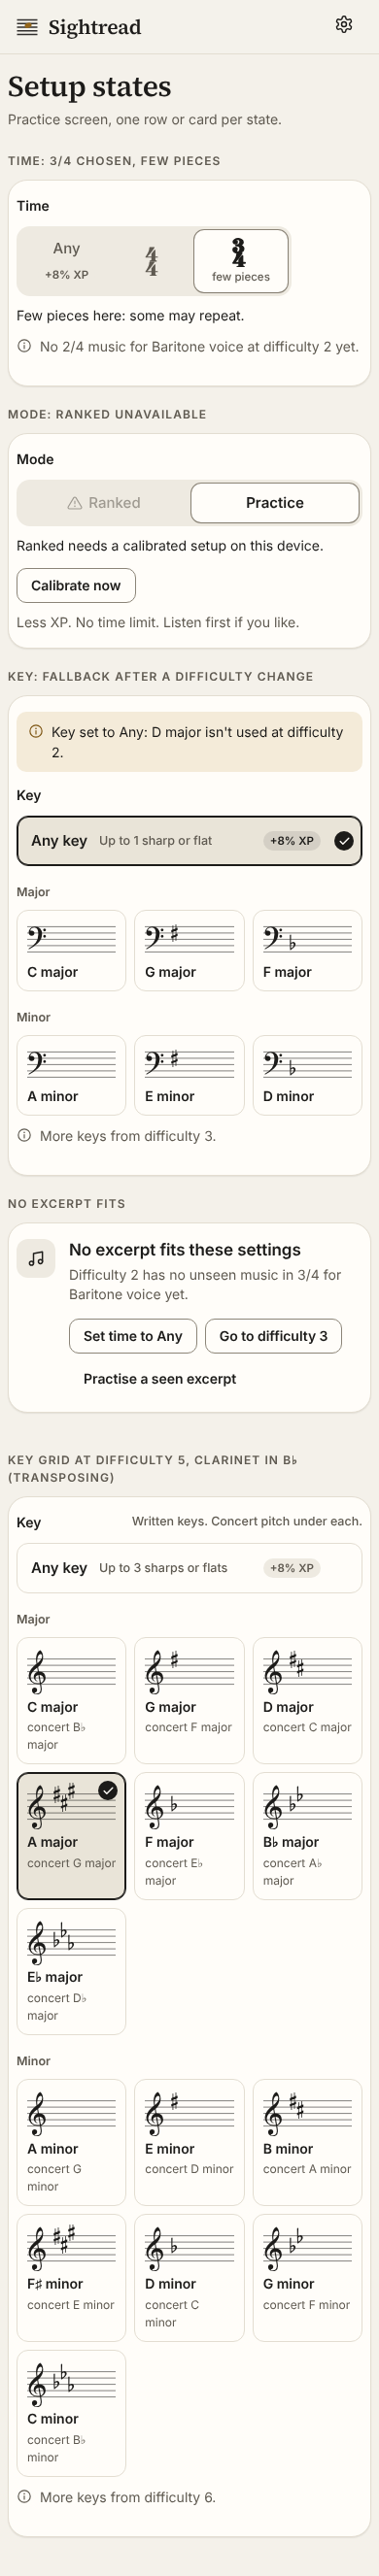 Sightread
Setup states
Practice screen, one row or card per state.
TIME: 3/4 CHOSEN, FEW PIECES
Time
Any
+8% XP
4
4
3
4
few pieces
Few pieces here: some may repeat.
No 2/4 music for Baritone voice at difficulty 2 yet.
MODE: RANKED UNAVAILABLE
Mode
Ranked
Practice
Ranked needs a calibrated setup on this device.
Calibrate now
Less XP. No time limit. Listen first if you like.
KEY: FALLBACK AFTER A DIFFICULTY CHANGE
Key set to Any: D major isn't used at difficulty
2.
Key
Any key Up to 1 sharp or flat +8% XP
Major
C major
G major
F major
Minor
A minor
E minor
D minor
More keys from difficulty 3.
NO EXCERPT FITS
No excerpt fits these settings
Difficulty 2 has no unseen music in 3/4 for
Baritone voice yet.
Set time to Any
Go to difficulty 3
Practise a seen excerpt
KEY GRID AT DIFFICULTY 5, CLARINET IN B♭
(TRANSPOSING)
Key
Written keys. Concert pitch under each.
Any key Up to 3 sharps or flats +8% XP
Major
C major
concert B♭
major
G major
concert F major
D major
concert C major
A major
concert G major
F major
concert E♭
major
B♭ major
concert A♭
major
E♭ major
concert D♭
major
Minor
A minor
concert G
minor
E minor
concert D minor
B minor
concert A minor
F♯ minor
concert E minor
D minor
concert C
minor
G minor
concert F minor
C minor
concert B♭
minor
More keys from difficulty 6.